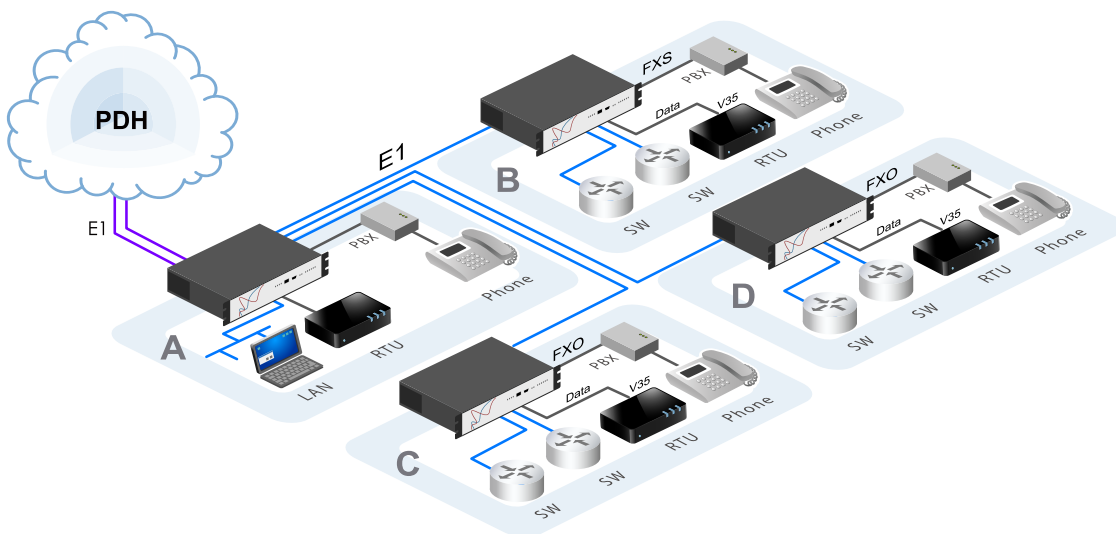 PDH
E1
E1
FXS
PBX
Data
V35
Phone
RTU
SW
SW
B
PBX
Phone
RTU
LAN
A
FXO
PBX
Data
V35
Phone
RTU
SW
SW
D
FXO
PBX
Data
V35
Phone
RTU
SW
SW
C